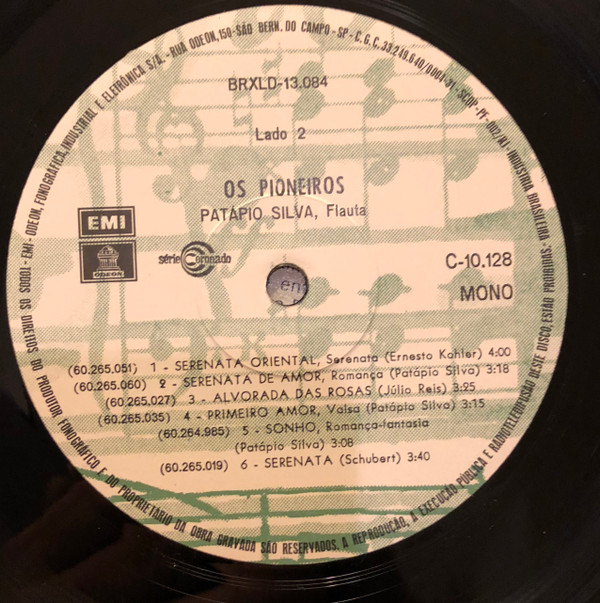 EMI - ODEON, FONOGRÁFICA, INDUSTRIAL E ELETRÔNICA S/A. - RUA ODEON, 150 - SÃO BERN. DO CAMPO - SP - C.G.C. 33.249.640/0001-31 - SCDP-PF-002/NI - INDÚSTRIA BRASILEIRA
BRXLD-13.084
Lado 2
OS PIONEIROS
PATÁPIO SILVA, Flauta
EMI
ODEON
série Coronado
C-10.128
MONO
(60.265.051) 1 - SERENATA ORIENTAL, Serenata (Ernesto Kohler) 4:00
(60.265.060) 2 - SERENATA DE AMOR, Romança (Patápio Silva) 3:18
(60.265.027) 3 - ALVORADA DAS ROSAS (Júlio Reis) 3:25
(60.265.035) 4 - PRIMEIRO AMOR, Valsa (Patápio Silva) 3:15
(60.264.985) 5 - SONHO, Romança-fantasia
(Patápio Silva) 3:08
(60.265.019) 6 - SERENATA (Schubert) 3:40
TODOS OS DIREITOS DO PRODUTOR FONOGRÁFICO E DO PROPRIETÁRIO DA OBRA GRAVADA SÃO RESERVADOS. A REPRODUÇÃO, A EXECUÇÃO PÚBLICA E RADIOTELEDIFUSÃO DESTE DISCO, ESTÃO PROIBIDAS.